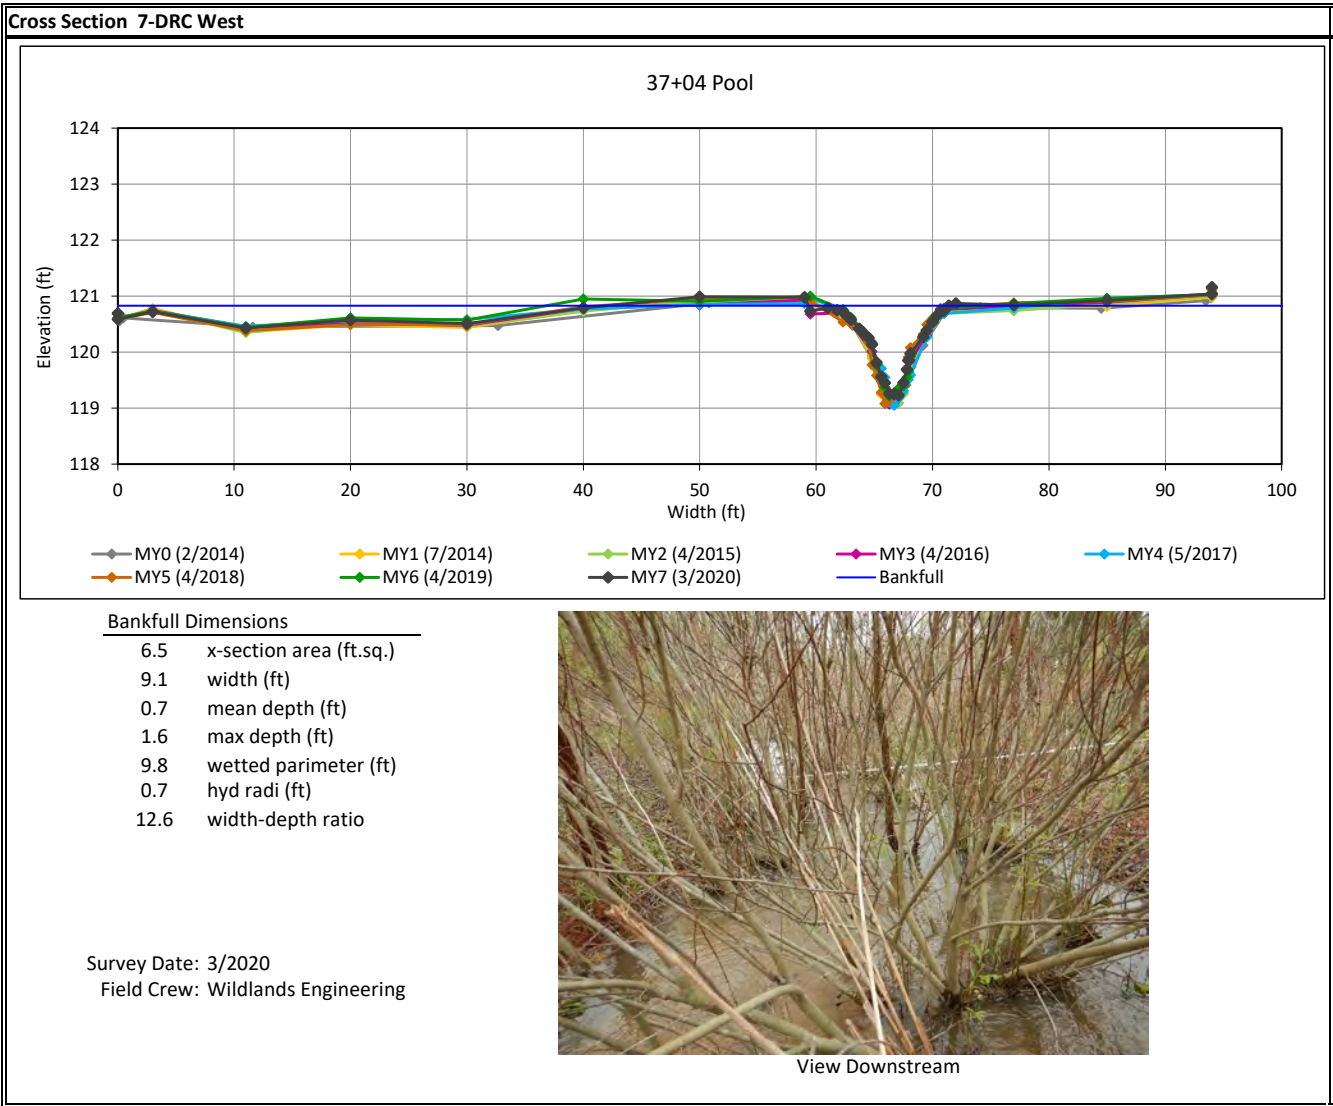 Cross Section 7-DRC West
37+04 Pool
124
123
122
121
120
119
118
Elevation (ft)
0 10 20 30 40 50 60 70 80 90 100
Width (ft)
MY0 (2/2014) MY1 (7/2014) MY2 (4/2015) MY3 (4/2016) MY4 (5/2017)
MY5 (4/2018) MY6 (4/2019) MY7 (3/2020) Bankfull
Bankfull Dimensions
6.5 x-section area (ft.sq.)
9.1 width (ft)
0.7 mean depth (ft)
1.6 max depth (ft)
9.8 wetted parimeter (ft)
0.7 hyd radi (ft)
12.6 width-depth ratio
Survey Date: 3/2020
Field Crew: Wildlands Engineering
View Downstream